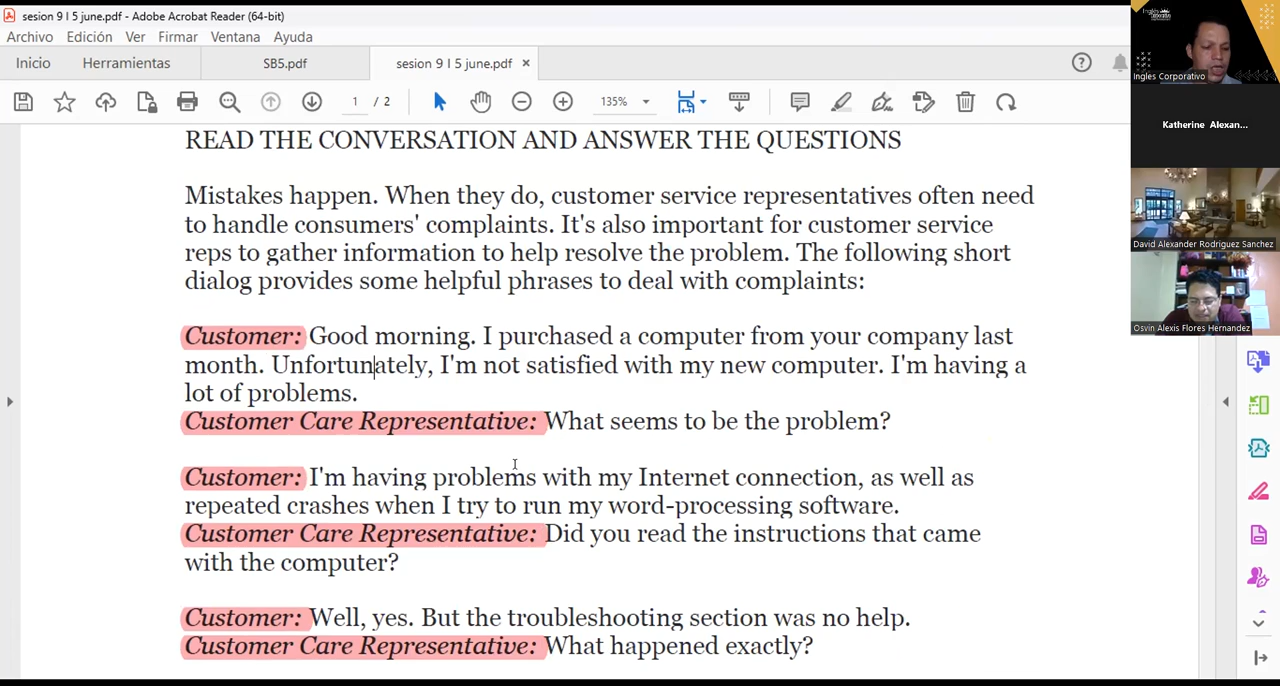 sesion 9 I 5 june.pdf - Adobe Acrobat Reader (64-bit)
Archivo Edición Ver Firmar Ventana Ayuda
Inicio Herramientas SB5.pdf sesion 9 I 5 june.pdf ×
1 / 2 135%
READ THE CONVERSATION AND ANSWER THE QUESTIONS
Mistakes happen. When they do, customer service representatives often need
to handle consumers' complaints. It's also important for customer service
reps to gather information to help resolve the problem. The following short
dialog provides some helpful phrases to deal with complaints:
Customer: Good morning. I purchased a computer from your company last
month. Unfortunately, I'm not satisfied with my new computer. I'm having a
lot of problems.
Customer Care Representative: What seems to be the problem?
Customer: I'm having problems with my Internet connection, as well as
repeated crashes when I try to run my word-processing software.
Customer Care Representative: Did you read the instructions that came
with the computer?
Customer: Well, yes. But the troubleshooting section was no help.
Customer Care Representative: What happened exactly?
Inglés Corporativo
Katherine Alexan...
David Alexander Rodriguez Sanchez
Osvin Alexis Flores Hernandez